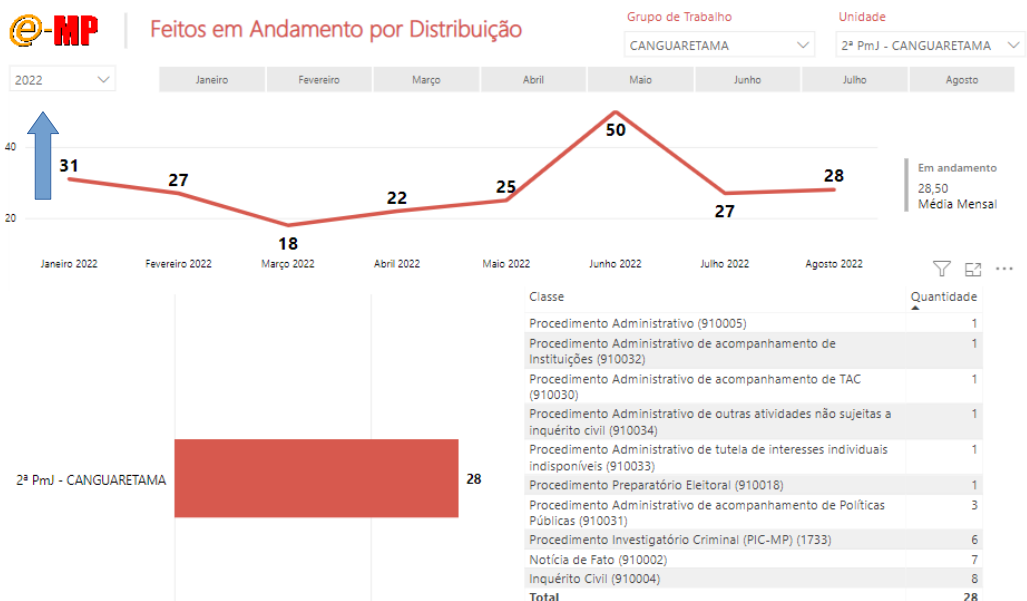 e-MP
Feitos em Andamento por Distribuição
Grupo de Trabalho
Unidade
CANGUARETAMA
2ª PmJ - CANGUARETAMA
2022
Janeiro
Fevereiro
Março
Abril
Maio
Junho
Julho
Agosto
40
20
31
27
18
22
25
50
27
28
Em andamento
28,50
Média Mensal
Janeiro 2022
Fevereiro 2022
Março 2022
Abril 2022
Maio 2022
Junho 2022
Julho 2022
Agosto 2022
2ª PmJ - CANGUARETAMA
28
Classe Quantidade
Procedimento Administrativo (910005) 1
Procedimento Administrativo de acompanhamento de 1
Instituições (910032)
Procedimento Administrativo de acompanhamento de TAC 1
(910030)
Procedimento Administrativo de outras atividades não sujeitas a 1
inquérito civil (910034)
Procedimento Administrativo de tutela de interesses individuais 1
indisponíveis (910033)
Procedimento Preparatório Eleitoral (910018) 1
Procedimento Administrativo de acompanhamento de Políticas 3
Públicas (910031)
Procedimento Investigatório Criminal (PIC-MP) (1733) 6
Notícia de Fato (910002) 7
Inquérito Civil (910004) 8
Total 28